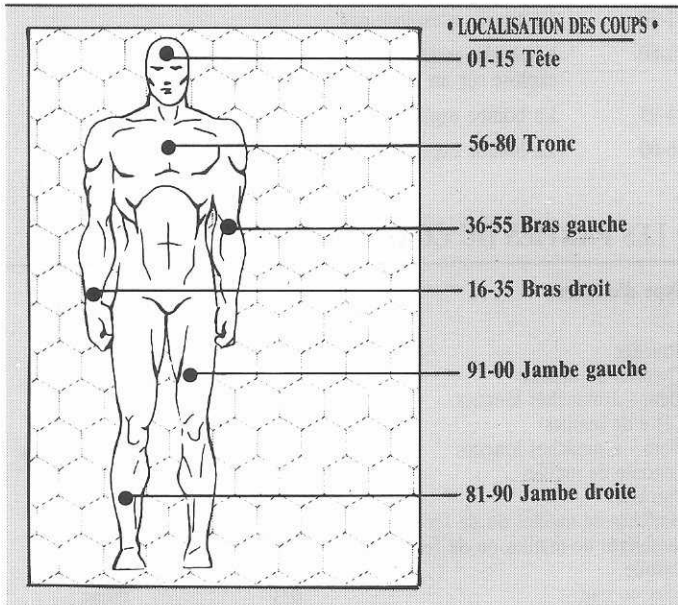 • LOCALISATION DES COUPS •
01-15 Tête
56-80 Tronc
36-55 Bras gauche
16-35 Bras droit
91-00 Jambe gauche
81-90 Jambe droite